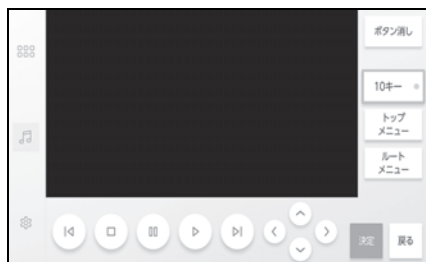 ボタン消し
10キー
トップ
メニュー
ルート
メニュー
決定
戻る